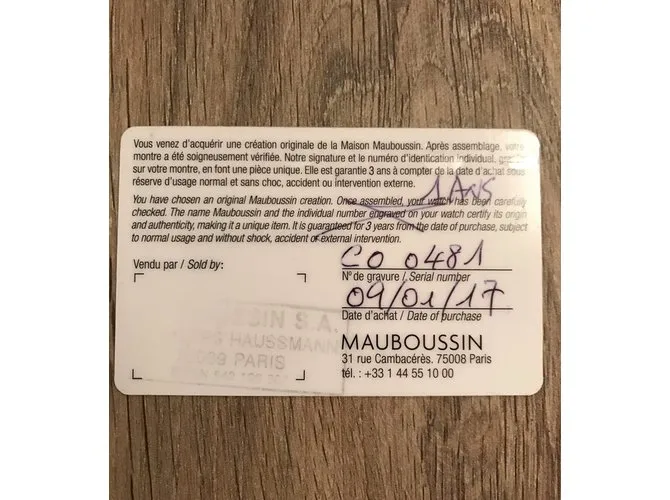 Vous venez d'acquérir une création originale de la Maison Mauboussin. Après assemblage, votre
montre a été soigneusement vérifiée. Notre signature et le numéro d'identication individuel, gravés
sur votre montre, en font une pièce unique. Elle est garantie 3 ans à compter de la date d'achat sous
réserve d'usage normal et sans choc, accident ou intervention externe.
1 ANS
You have chosen an original Mauboussin creation. Once assembled, your watch has been carefully
checked. The name Mauboussin and the individual number engraved on your watch certify its origin
and authenticity, making it a unique item. It is guaranteed for 3 years from the date of purchase, subject
to normal usage and without shock, accident or external intervention.
Vendu par / Sold by:
CO 0481
N° de gravure / Serial number
09/01/17
Date d'achat / Date of purchase
SIN S.A.
HAUSSMANN
PARIS
MAUBOUSSIN
31 rue Cambacérès. 75008 Paris
tél. : +33 1 44 55 10 00